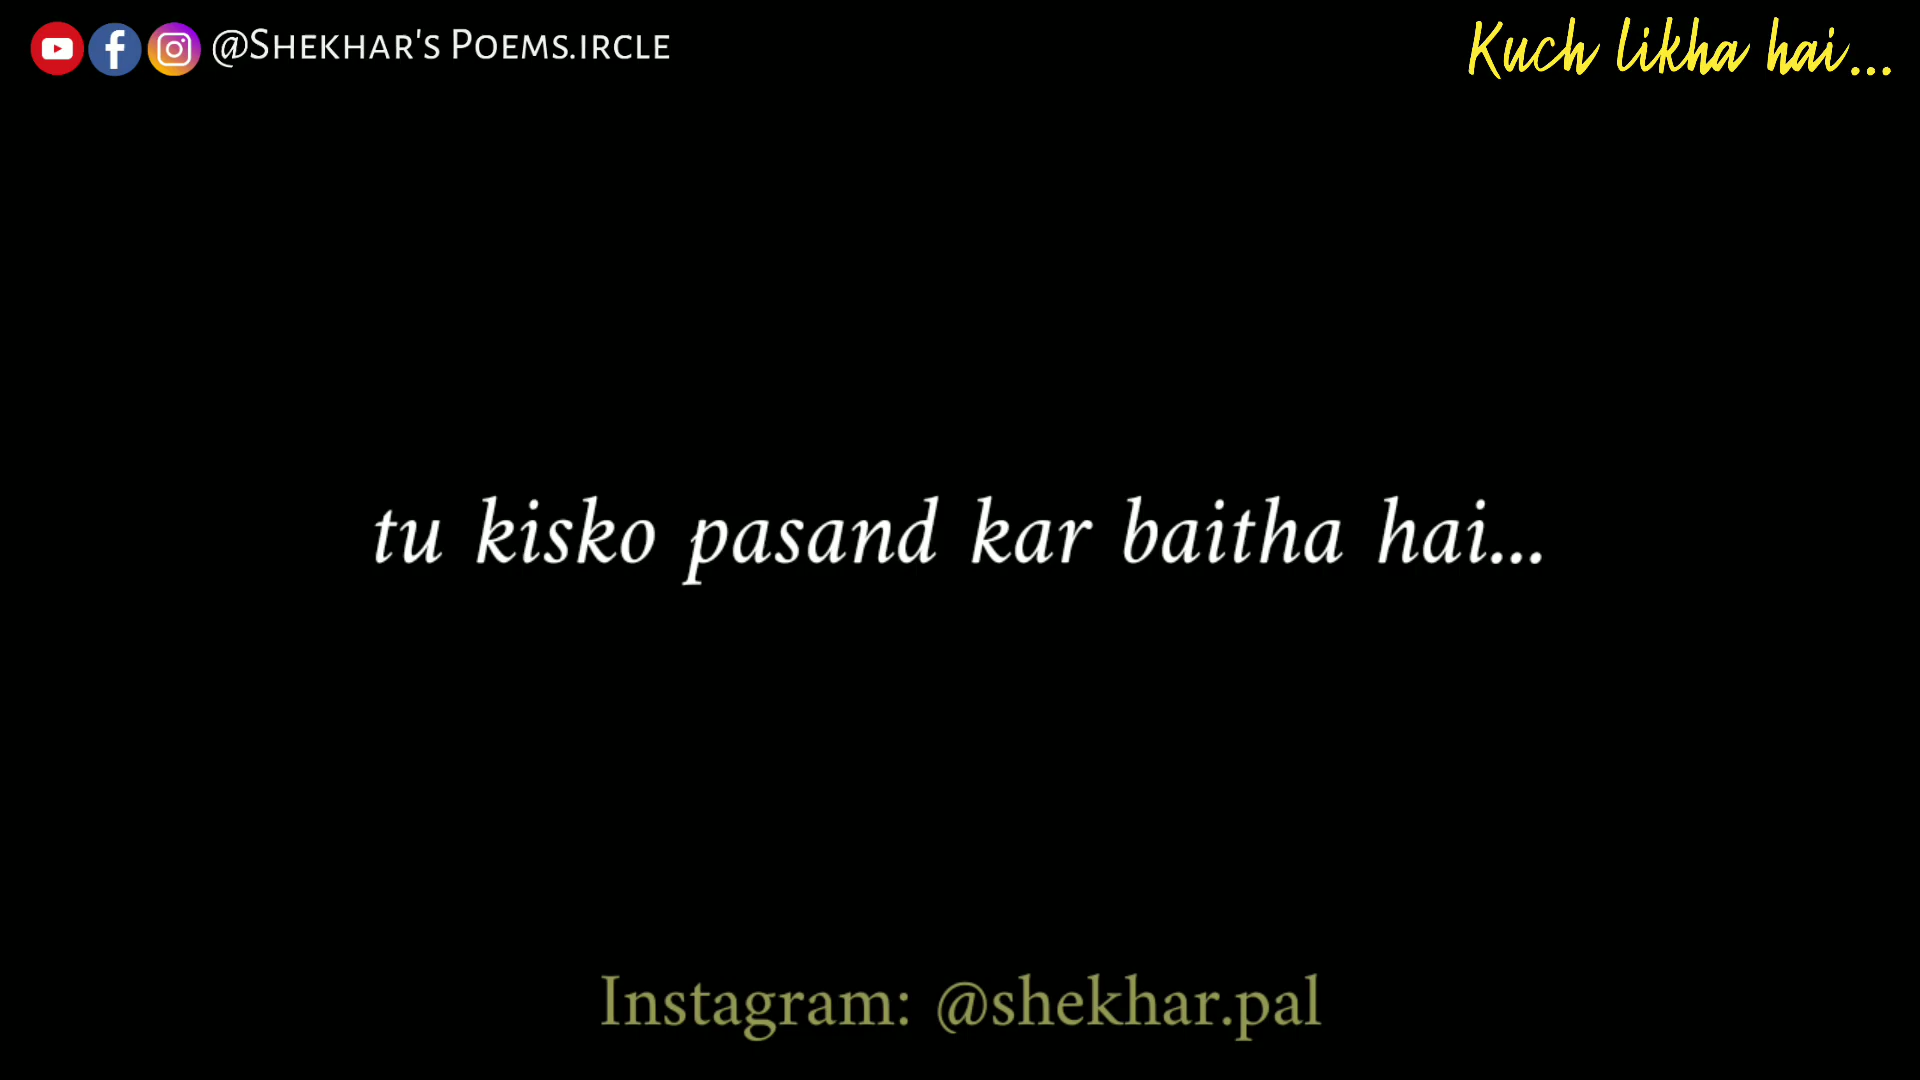 @Shekhar's Poems.ircle
Kuch likha hai...
tu kisko pasand kar baitha hai...
Instagram: @shekhar.pal